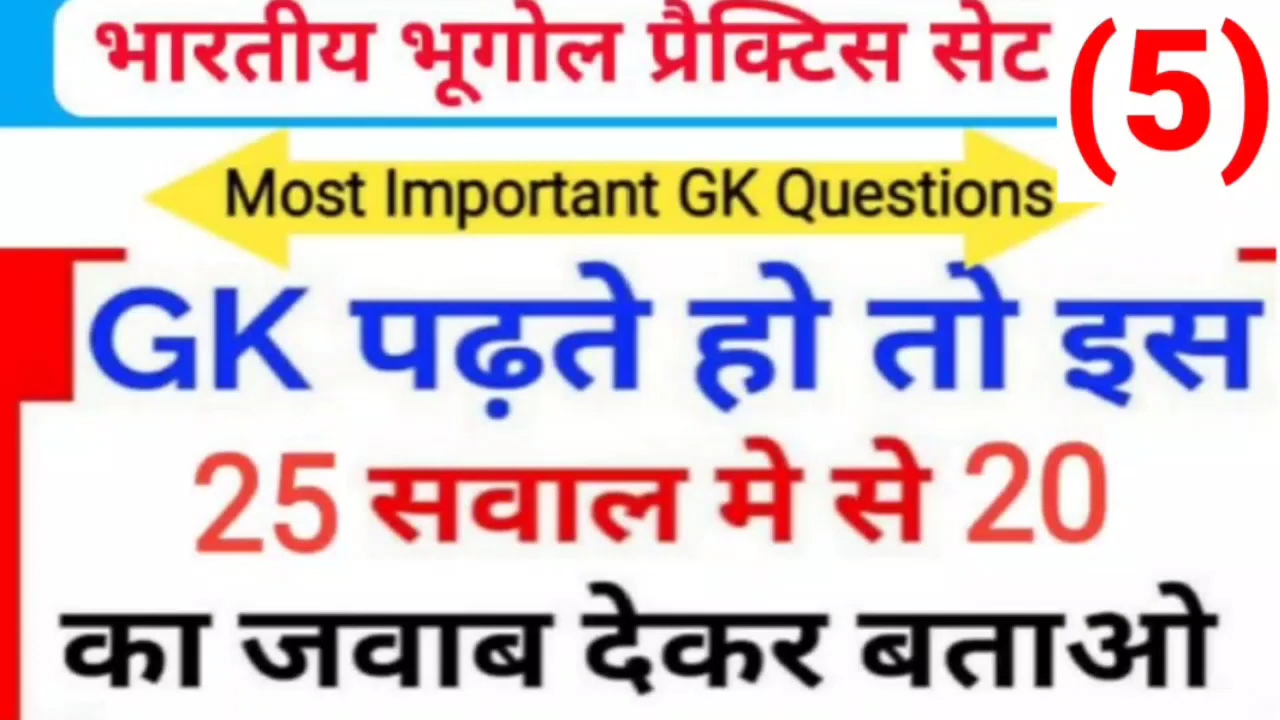 भारतीय भूगोल प्रैक्टिस सेट (5)
Most Important GK Questions
GK पढ़ते हो तो इस
25 सवाल मे से 20
का जवाब देकर बताओ